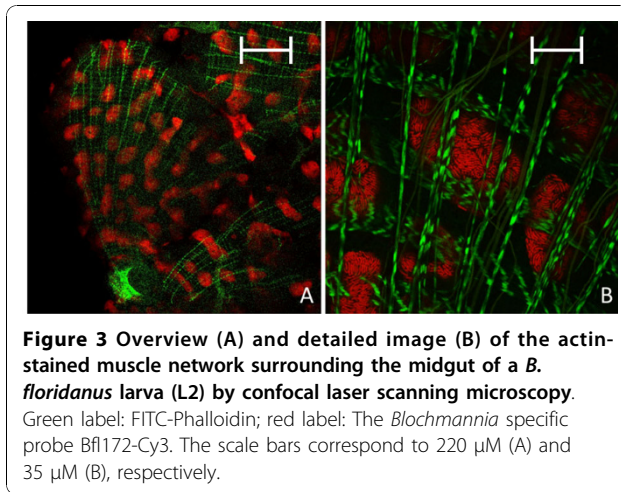 A
B
Figure 3 Overview (A) and detailed image (B) of the actin-
stained muscle network surrounding the midgut of a B.
floridanus larva (L2) by confocal laser scanning microscopy.
Green label: FITC-Phalloidin; red label: The Blochmannia specific
probe Bfl172-Cy3. The scale bars correspond to 220 μM (A) and
35 μM (B), respectively.